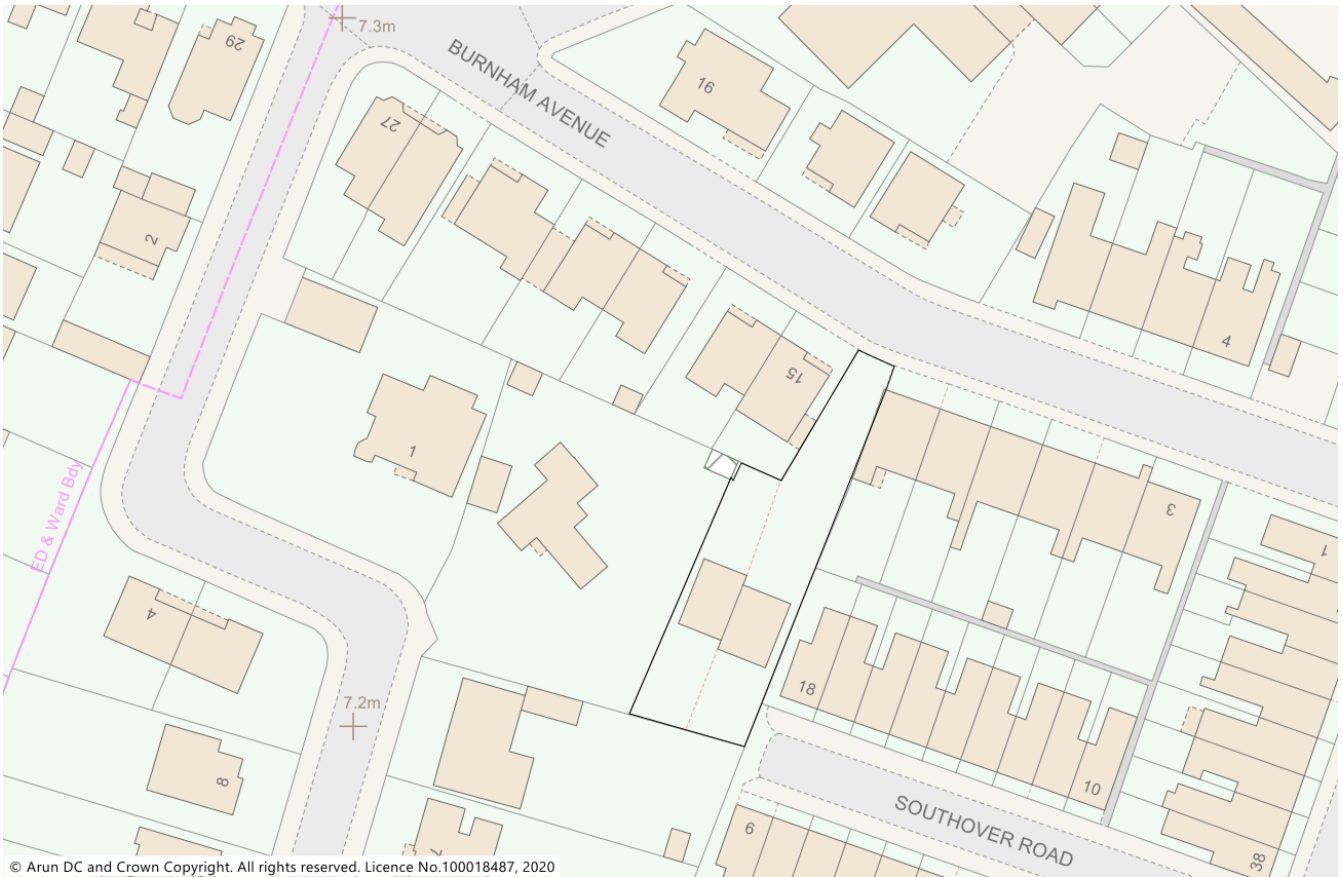 7.3m
29
BURNHAM AVENUE
16
27
2
4
15
1
3
1
ED & Ward Bdy
4
18
7.2m
10
8
SOUTHOVER ROAD
6
7
38
© Arun DC and Crown Copyright. All rights reserved. Licence No.100018487, 2020